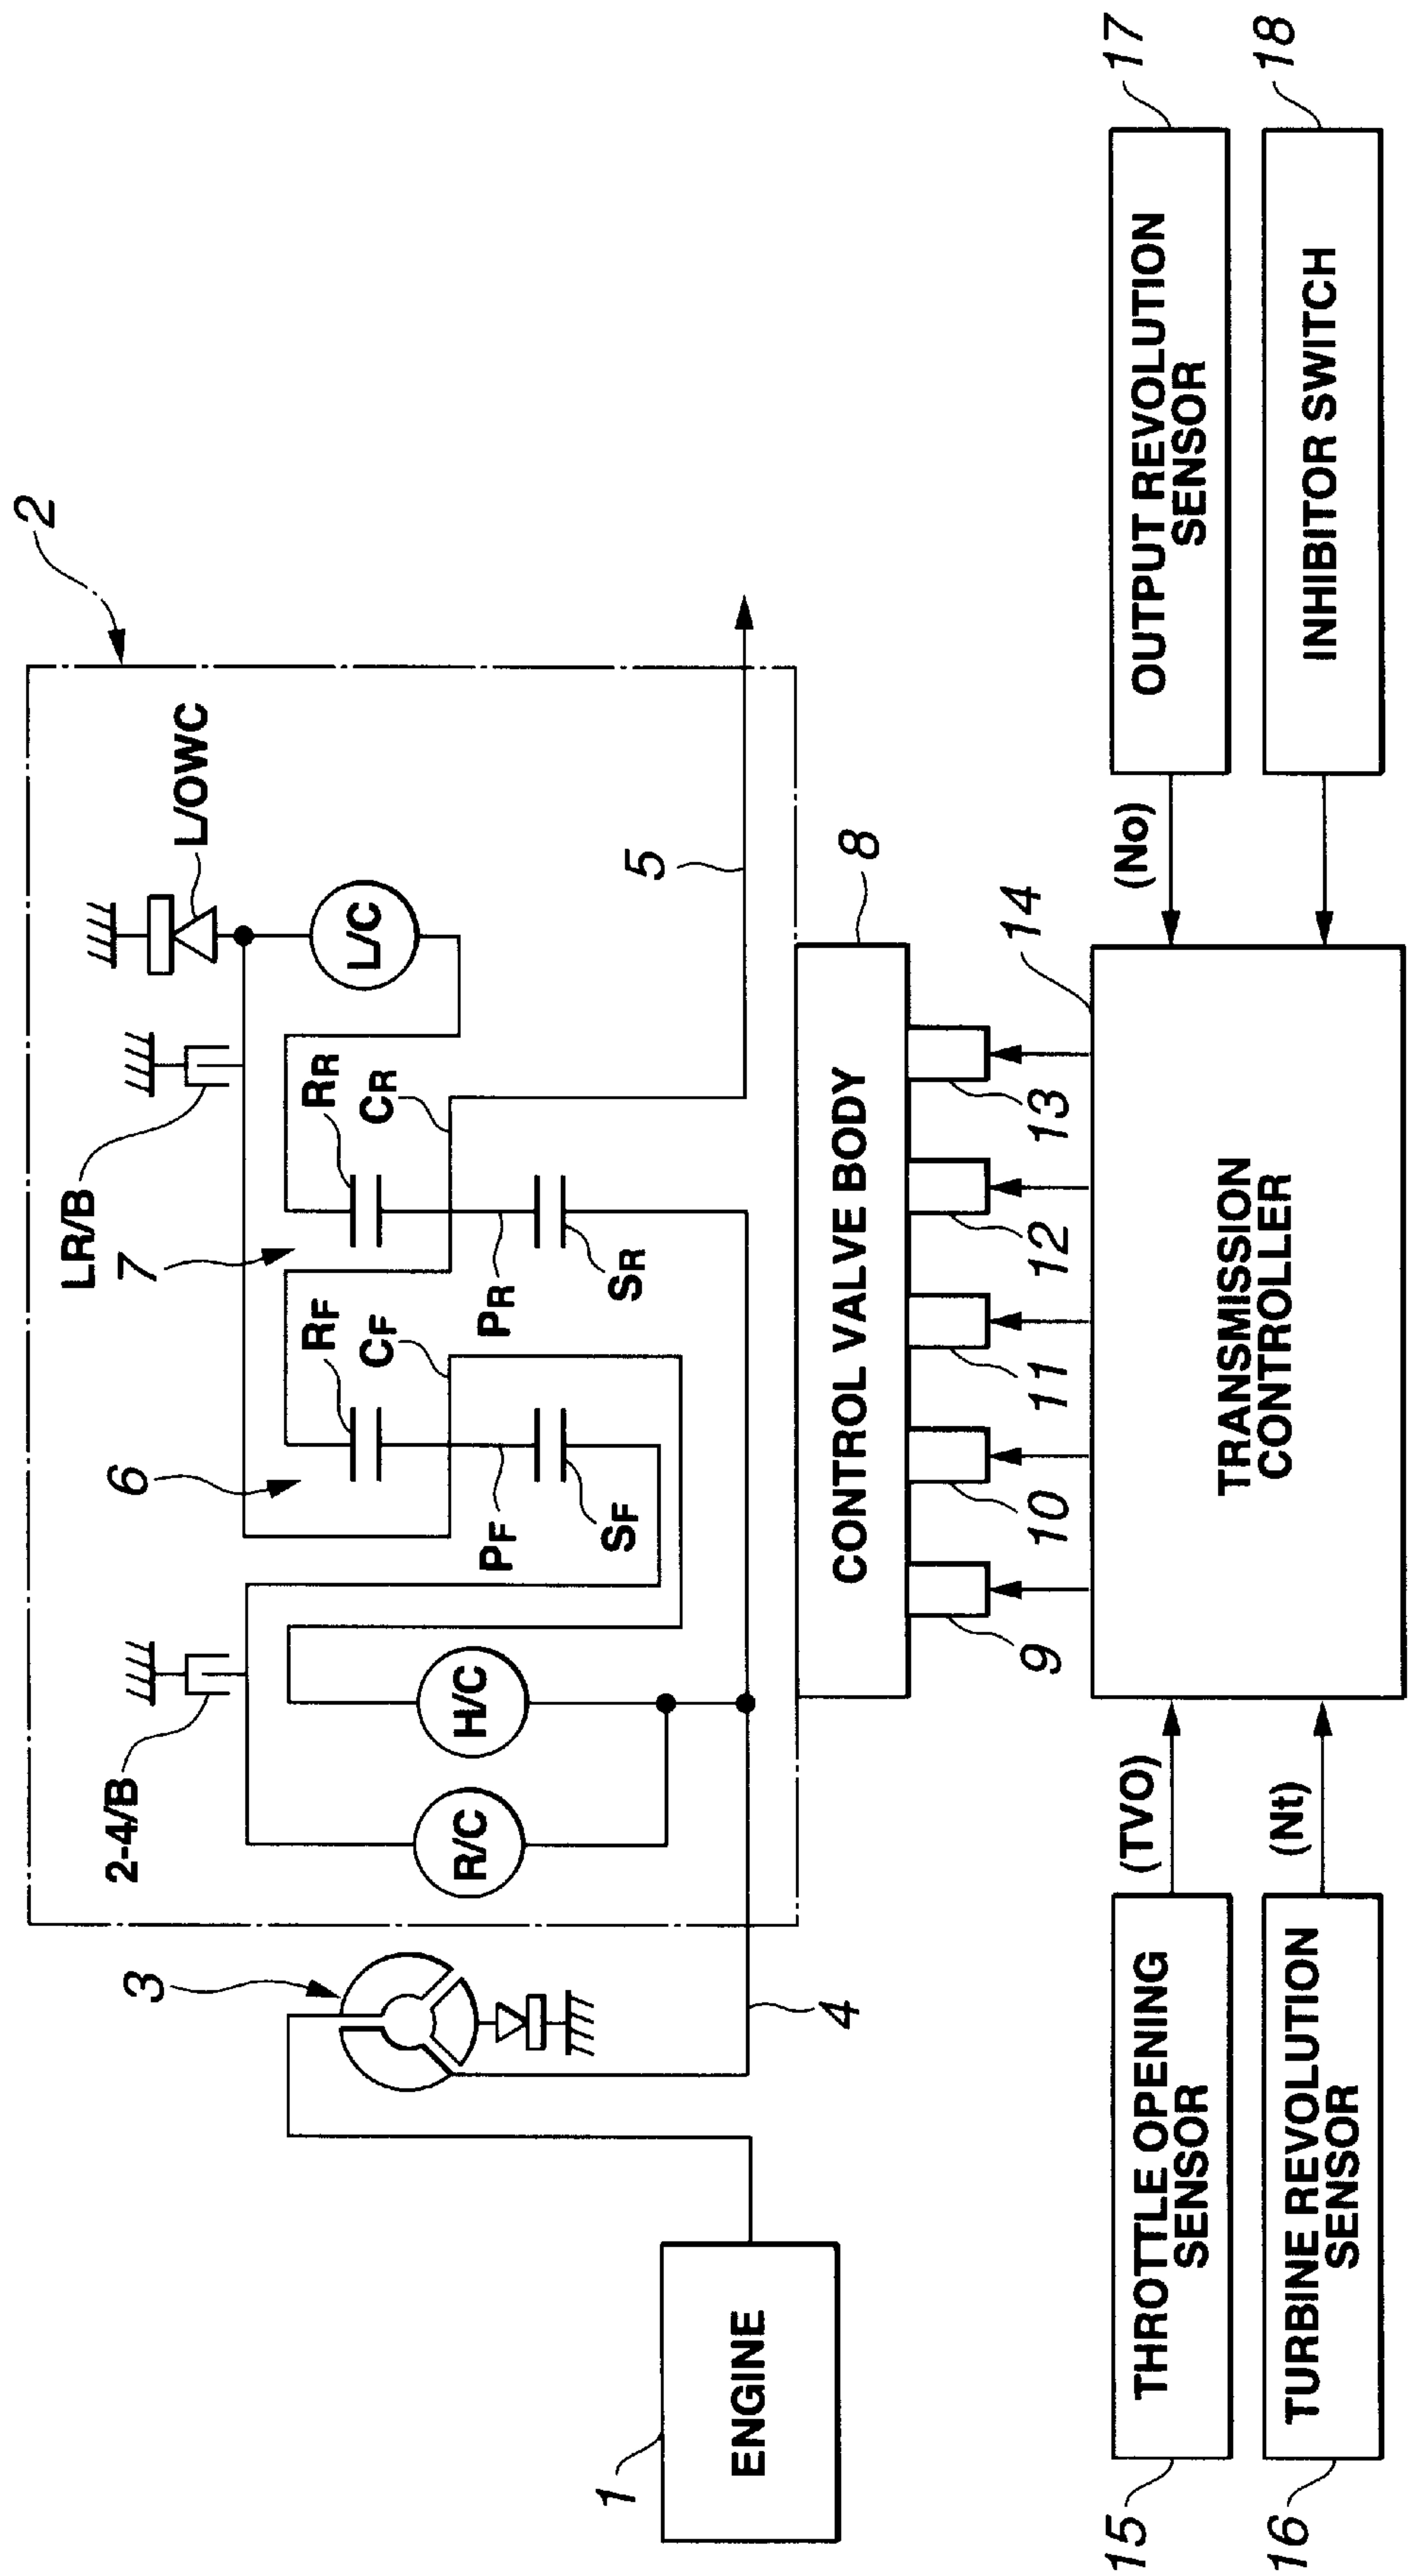 2
3
2-4/B
R/C
H/C
6
RF
CF
PF
SF
7
LR/B
RR
CR
PR
SR
L/OWC
L/C
5
4
1
ENGINE
CONTROL VALVE BODY
8
9
10
11
12
13
14
TRANSMISSION
CONTROLLER
15
THROTTLE OPENING
SENSOR
(TVO)
16
TURBINE REVOLUTION
SENSOR
(Nt)
(No)
OUTPUT REVOLUTION
SENSOR
17
INHIBITOR SWITCH
18